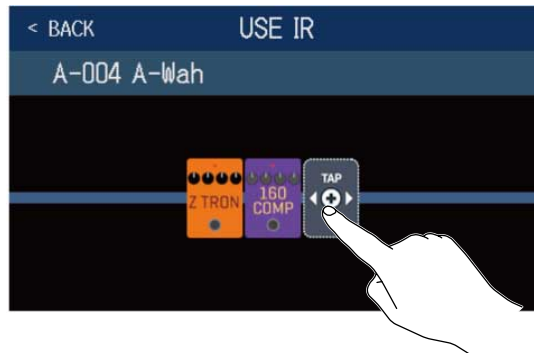 < BACK
USE IR
A-004 A-Wah
Z TRON
160
COMP
TAP